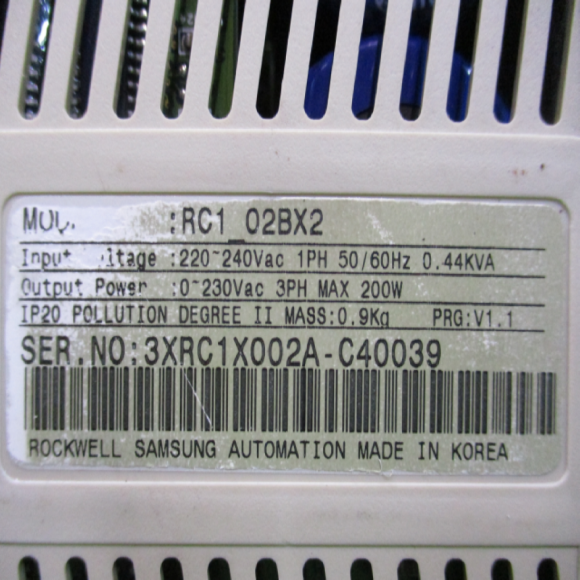 :RC1_02BX2
Input :220~240Vac 1PH 50/60Hz 0.44KVA
Output Power :0~230Vac 3PH MAX 200W
IP20 POLLUTION DEGREE II MASS:0.9Kg PRG:V1.1
SER.NO:3XRC1X002A-C40039
ROCKWELL SAMSUNG AUTOMATION MADE IN KOREA